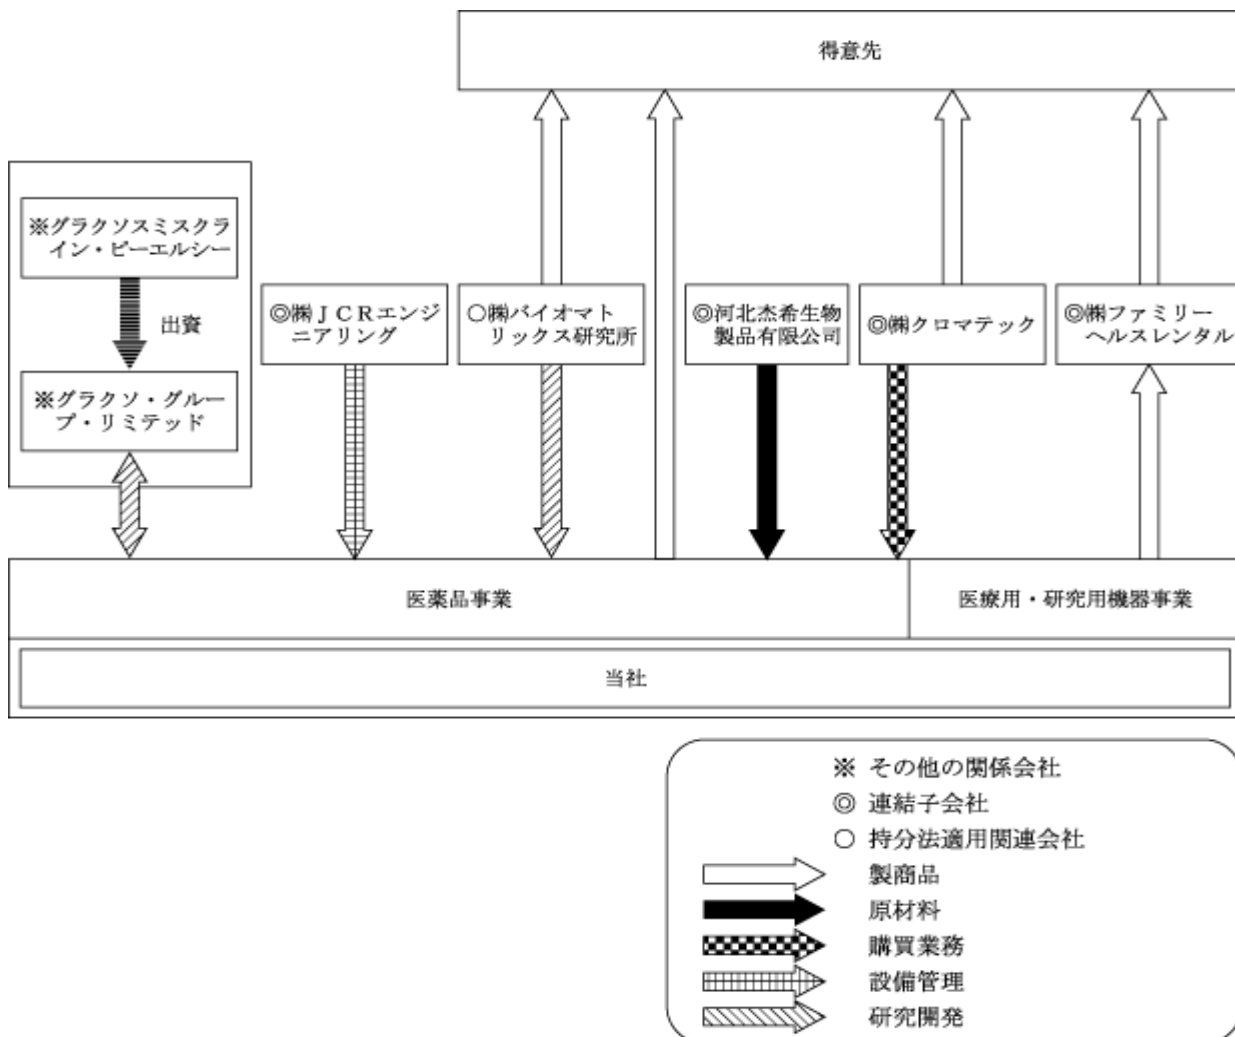 得意先
※グラクソスミスクラ
イン・ピーエルシー
出資
※グラクソ・グルー
プ・リミテッド
◎㈱ＪＣＲエンジ
ニアリング
○㈱バイオマト
リックス研究所
◎河北杰希生物
製品有限公司
◎㈱クロマテック
◎㈱ファミリー
ヘルスレンタル
医薬品事業
医療用・研究用機器事業
当社
※ その他の関係会社
◎ 連結子会社
○ 持分法適用関連会社
製商品
原材料
購買業務
設備管理
研究開発